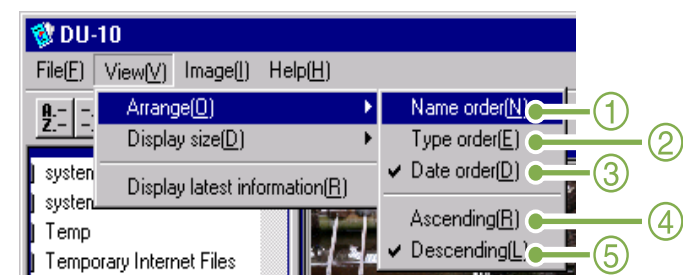 DU-10
File(F) View(V) Image(I) Help(H)
A.- Z.-
Arrange(O)
Display size(D)
Display latest information(R)
Name order(N)
Type order(E)
Date order(D)
Ascending(R)
Descending(L)
1
2
3
4
5
system
system
Temp
Temporary Internet Files